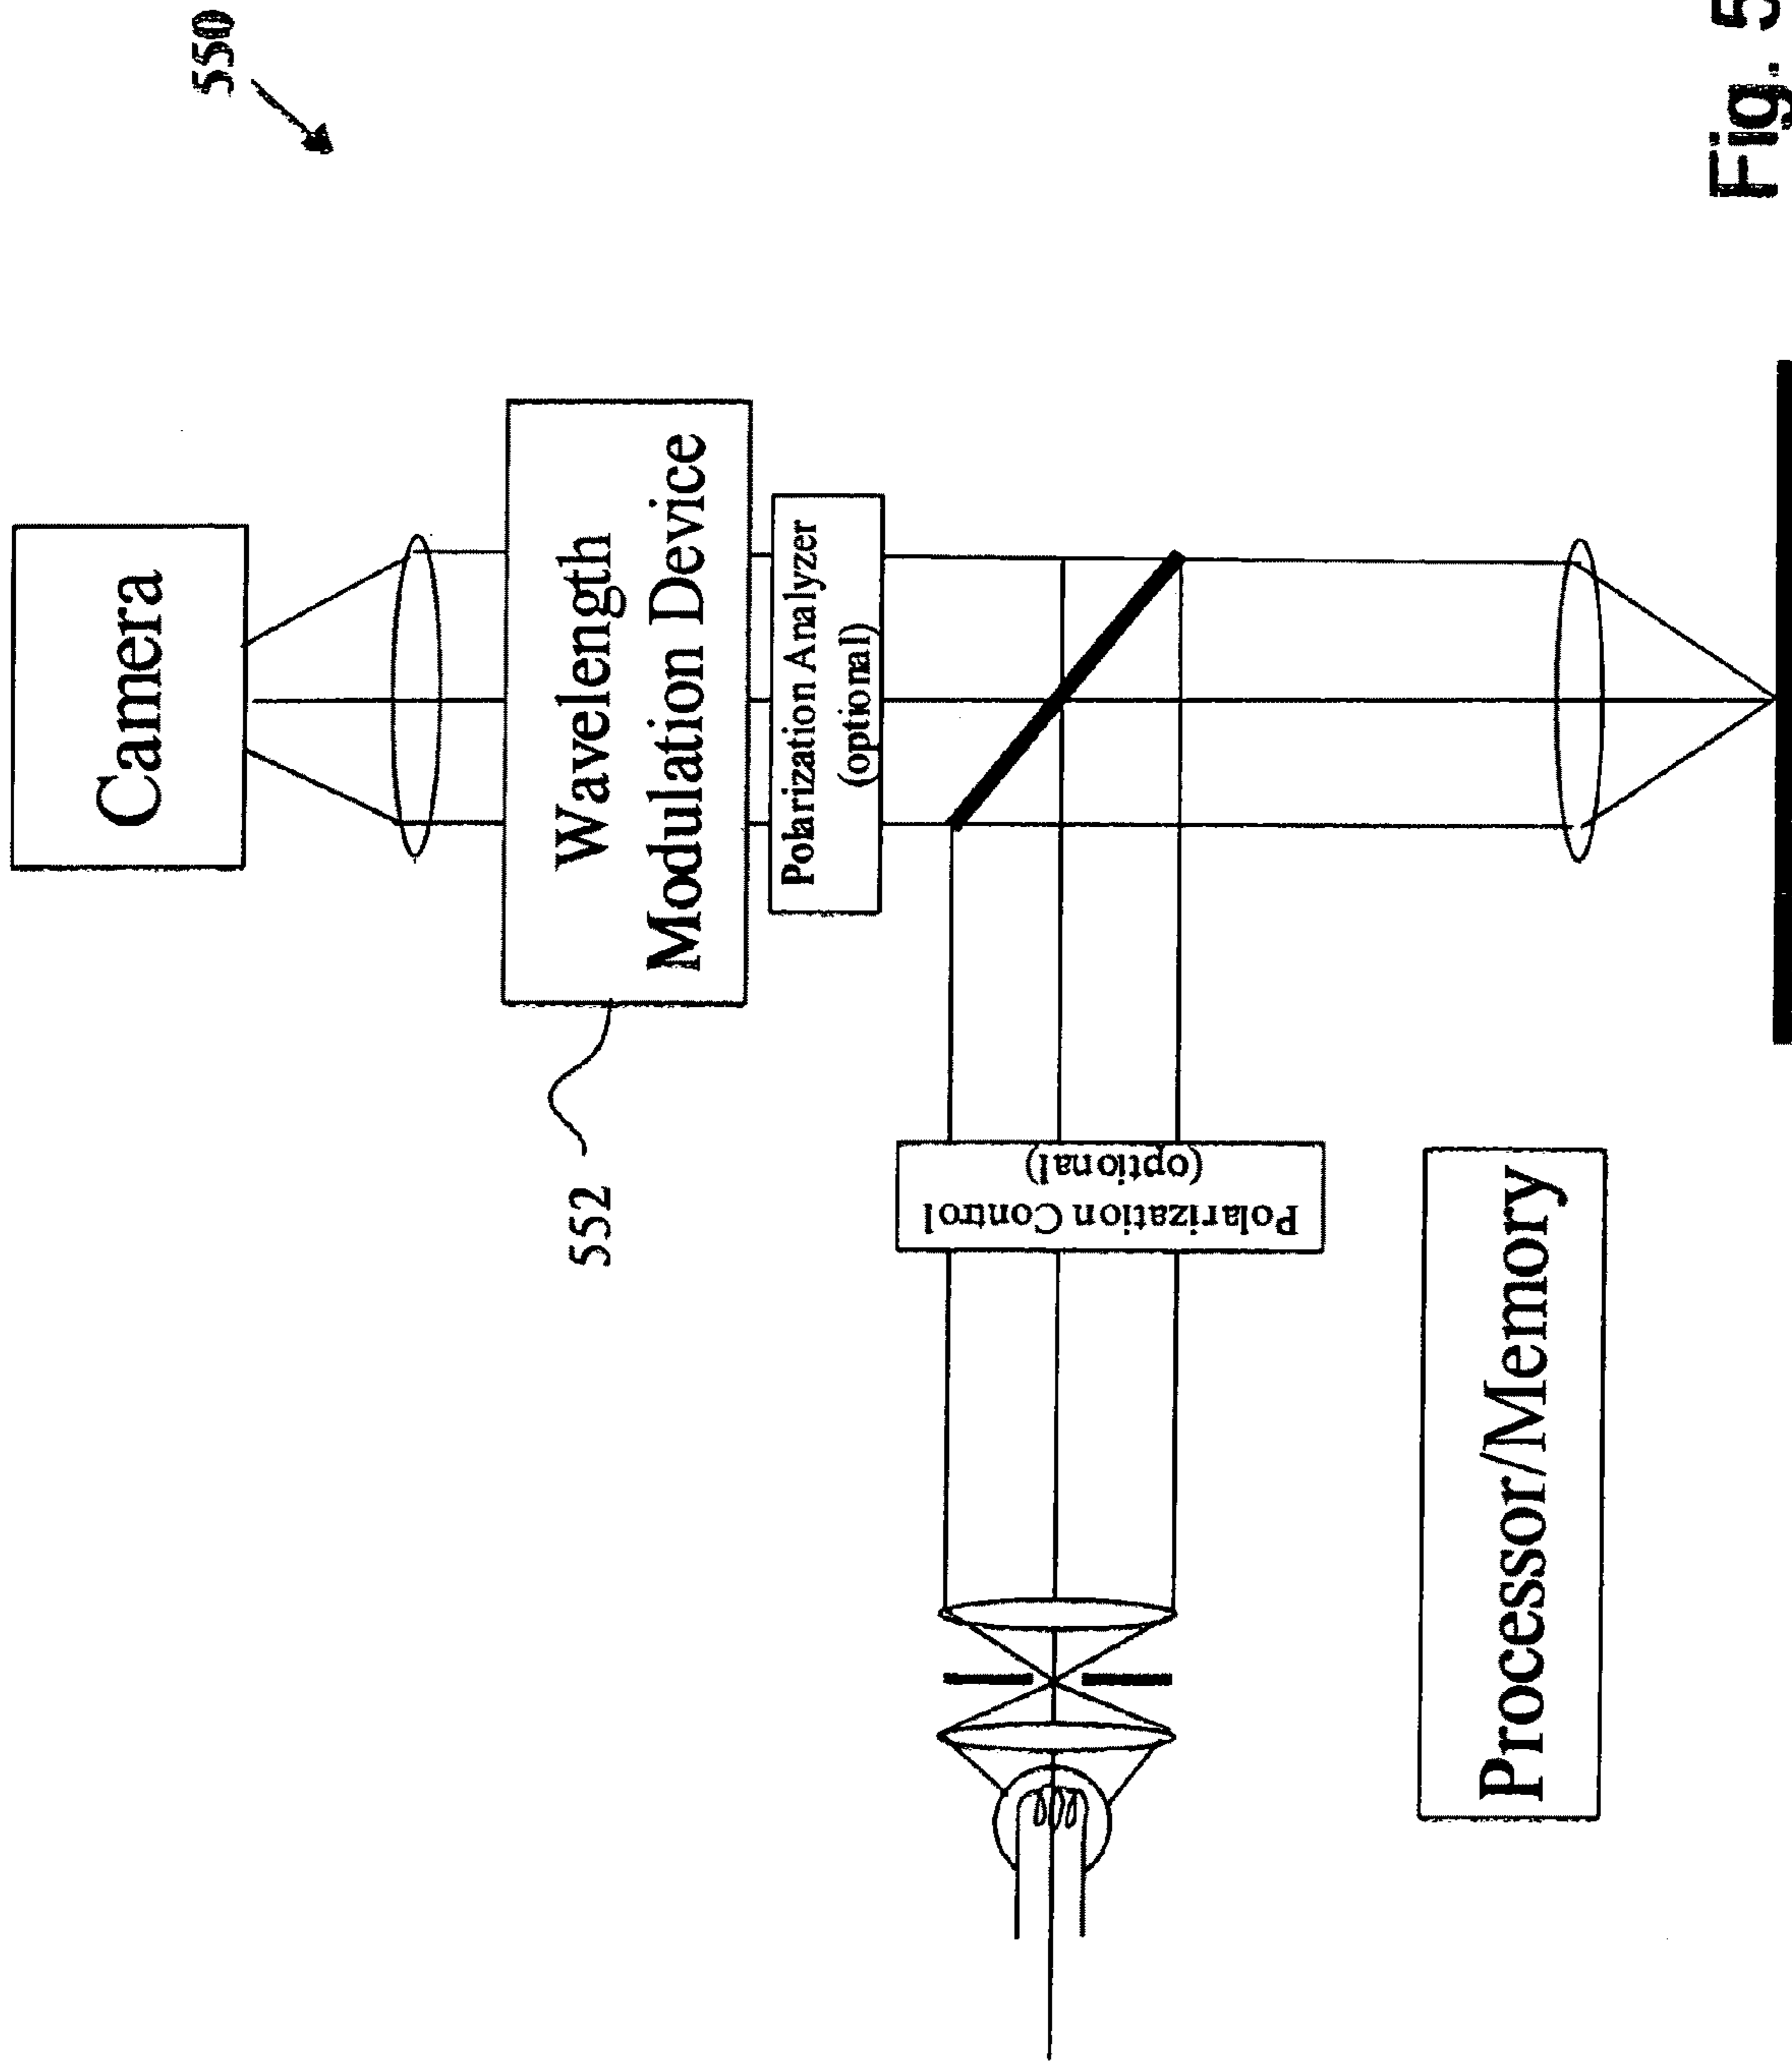 550
Camera
Wavelength
Modulation Device
Polarization Analyzer
(optional)
552
Polarization Control
(optional)
Processor/Memory
Fig. 5